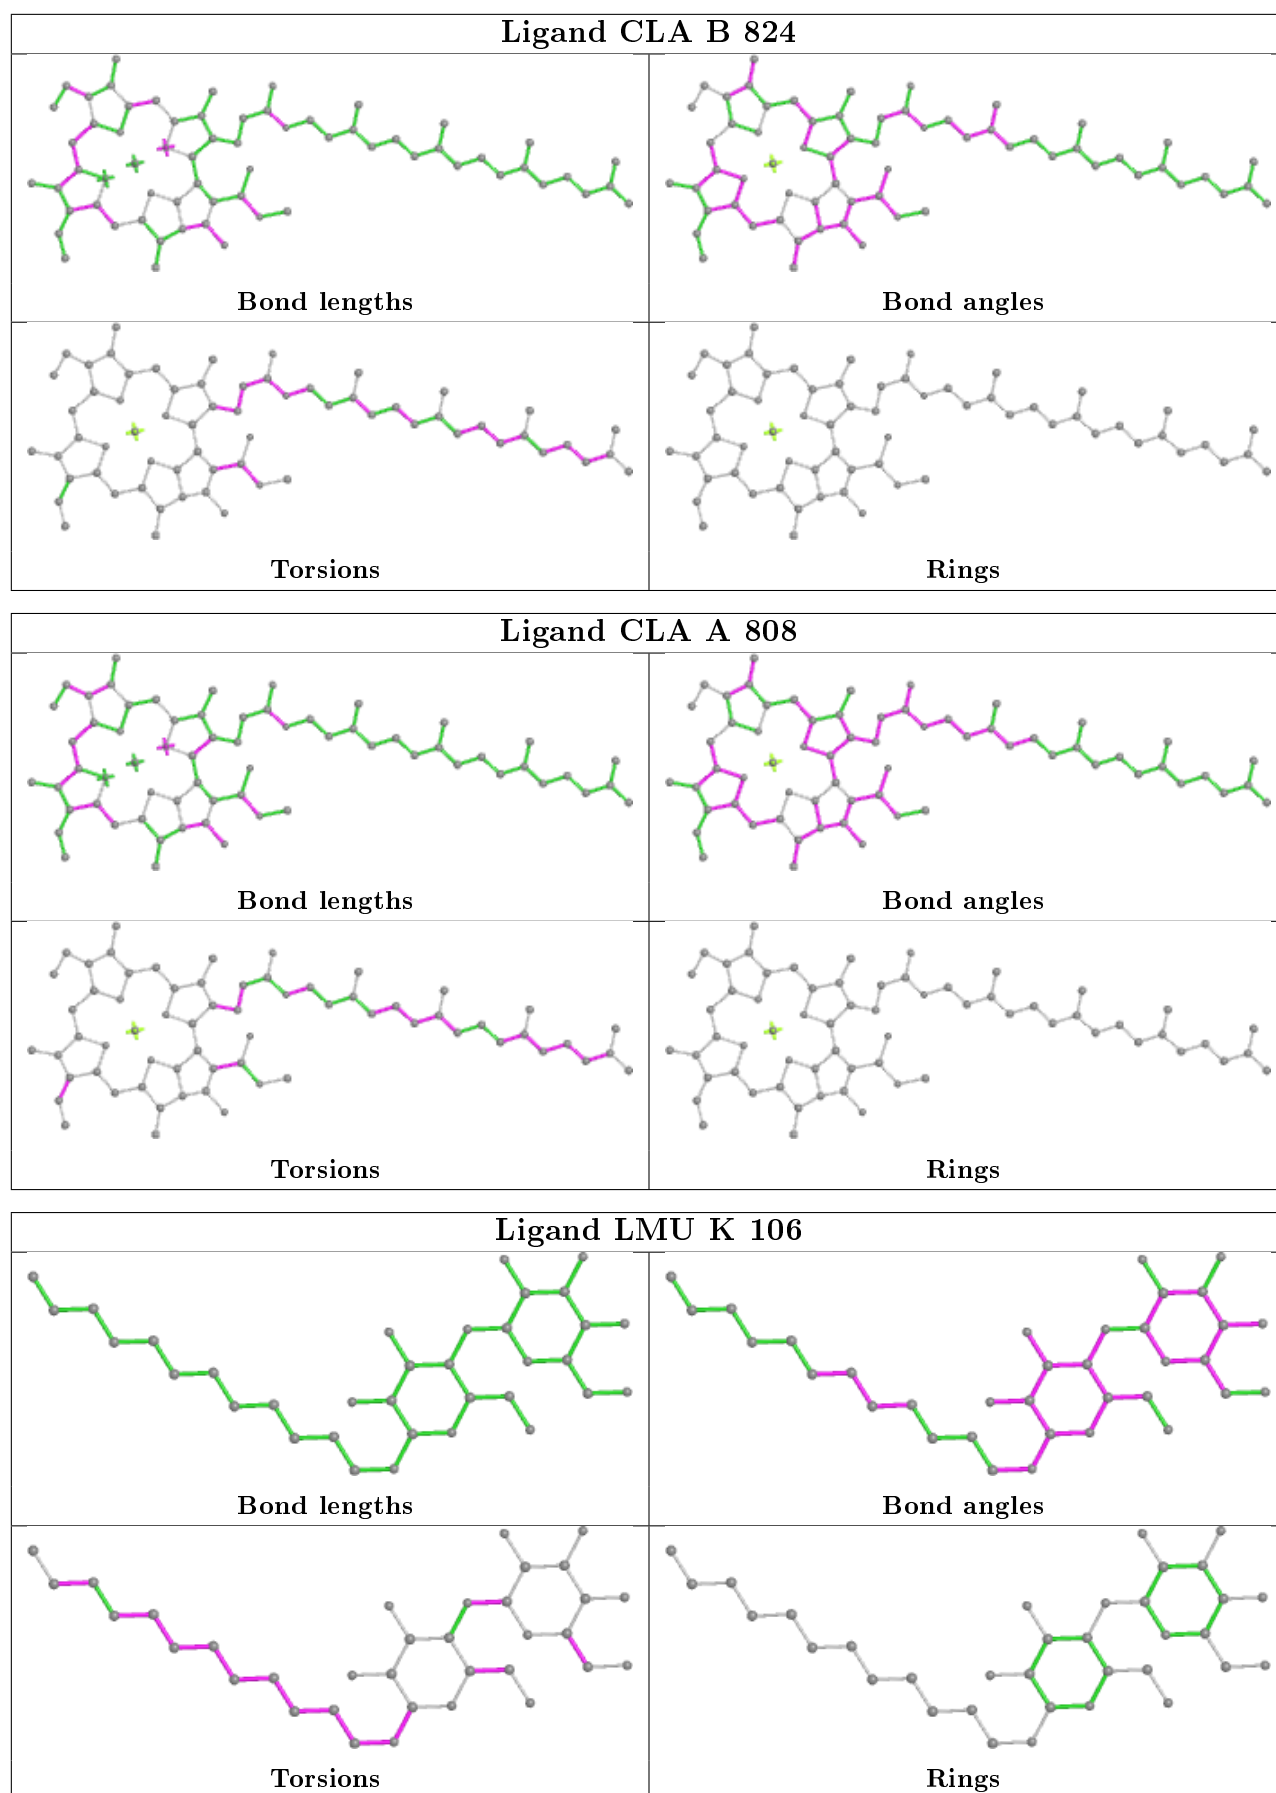 Ligand CLA B 824
Bond lengths
Bond angles
Torsions
Rings
Ligand CLA A 808
Bond lengths
Bond angles
Torsions
Rings
Ligand LMU K 106
Bond lengths
Bond angles
Torsions
Rings